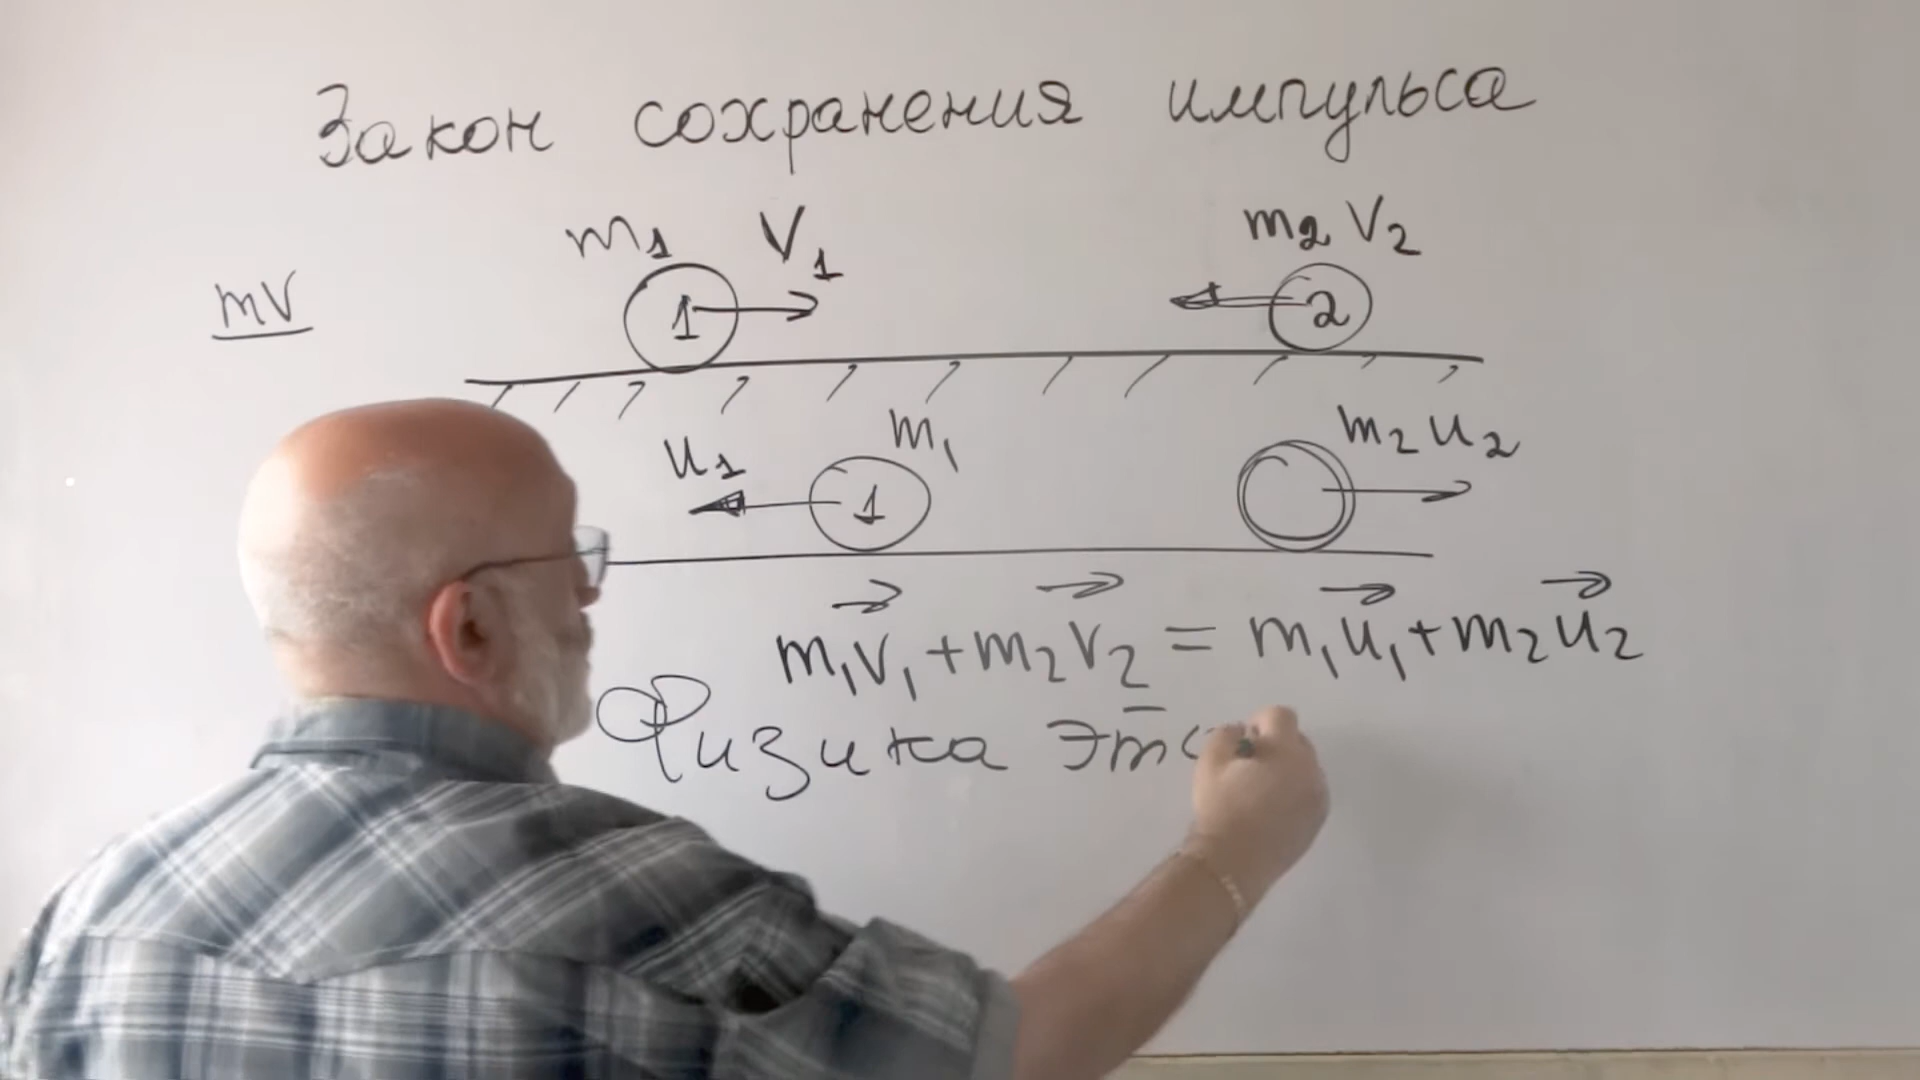 Закон сохранения импульса
m₁ V₁ m₂ V₂
mV
1 2
u₁ m₁ m₂ u₂
1
m₁v₁ + m₂v₂ = m₁u₁ + m₂u₂
Физика это